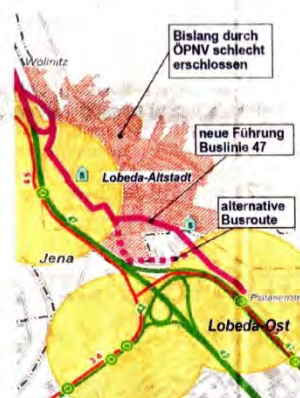 Bislang durch
ÖPNV schlecht
erschlossen
Wöllnitz
neue Führung
Buslinie 47
Lobeda-Altstadt
alternative
Busroute
Jena
Lobeda-Ost